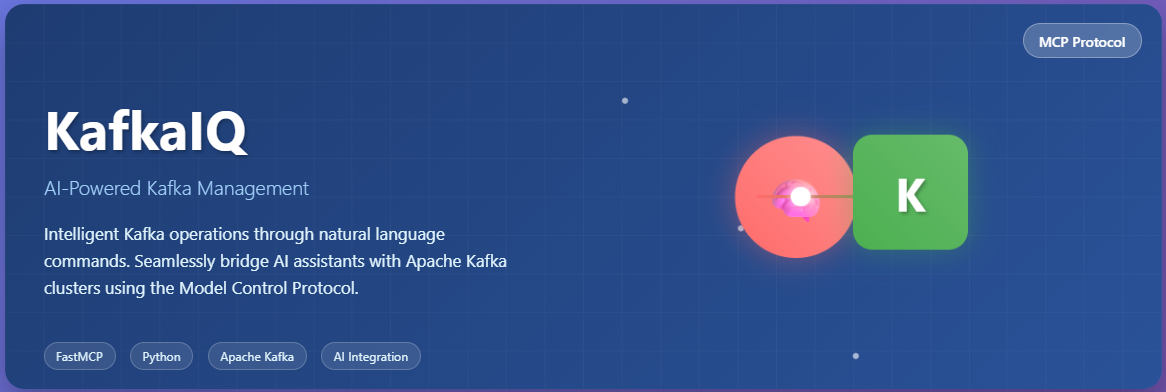 MCP Protocol
KafkaIQ
AI-Powered Kafka Management
Intelligent Kafka operations through natural language
commands. Seamlessly bridge AI assistants with Apache Kafka
clusters using the Model Control Protocol.
K
FastMCP
Python
Apache Kafka
AI Integration